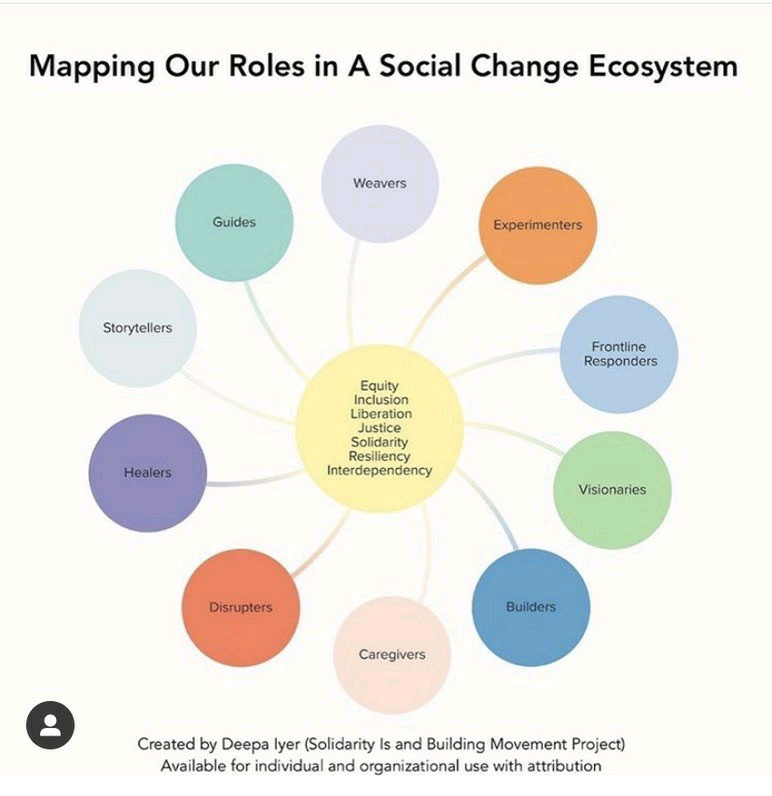 Mapping Our Roles in A Social Change Ecosystem
Weavers
Guides
Experimenters
Storytellers
Frontline
Responders
Equity
Inclusion
Liberation
Justice
Solidarity
Resiliency
Interdependency
Healers
Visionaries
Disrupters
Builders
Caregivers
Created by Deepa Iyer (Solidarity Is and Building Movement Project)
Available for individual and organizational use with attribution